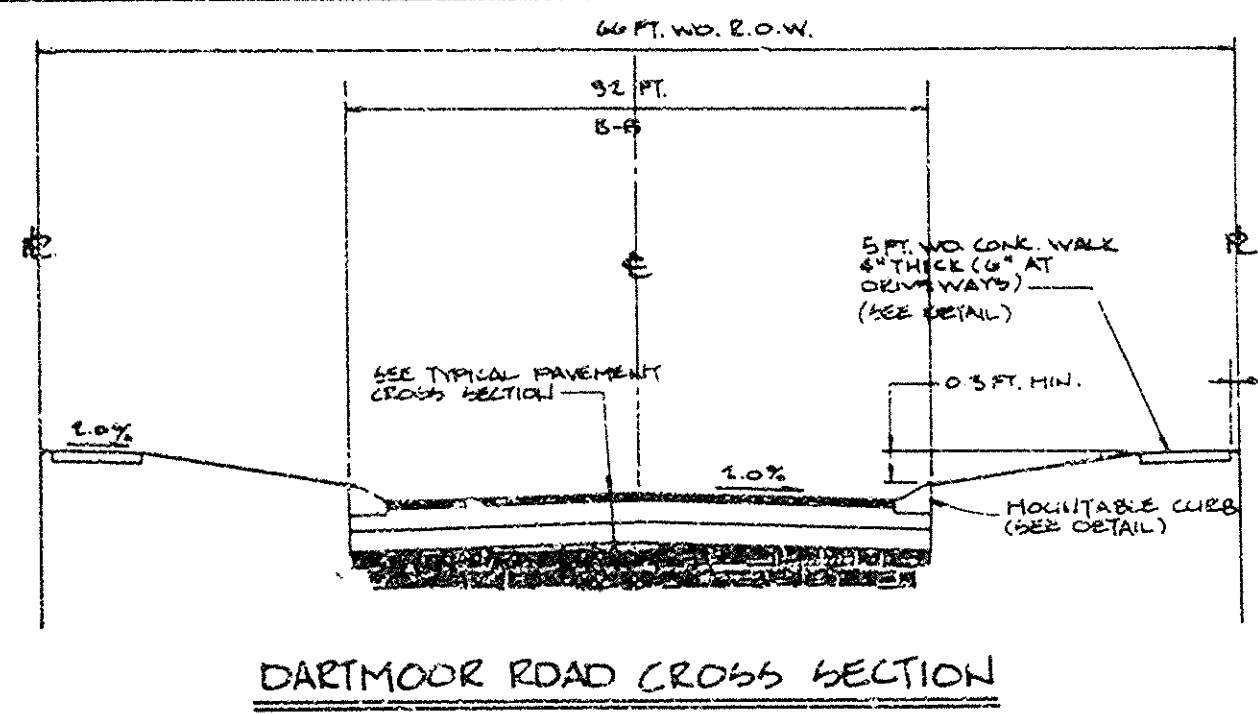 66 FT. WD. R.O.W.
32 FT.
B-B
℄
5 FT. WD. CONC. WALK
4" THICK (6" AT
DRIVEWAYS)
(SEE DETAIL)
SEE TYPICAL PAVEMENT
CROSS SECTION
0.5 FT. MIN.
2.0%
2.0%
MOUNTABLE CURB
(SEE DETAIL)
DARTMOOR ROAD CROSS SECTION